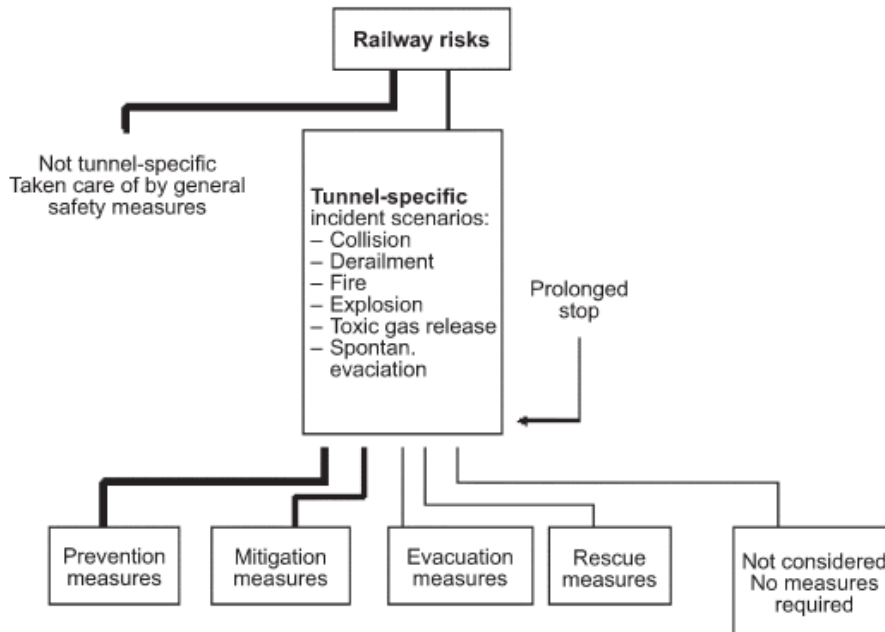 Railway risks
Not tunnel-specific
Taken care of by general
safety measures
Tunnel-specific
incident scenarios:
– Collision
– Derailment
– Fire
– Explosion
– Toxic gas release
– Spontan.
evaciation
Prolonged
stop
Prevention
measures
Mitigation
measures
Evacuation
measures
Rescue
measures
Not considered
No measures
required